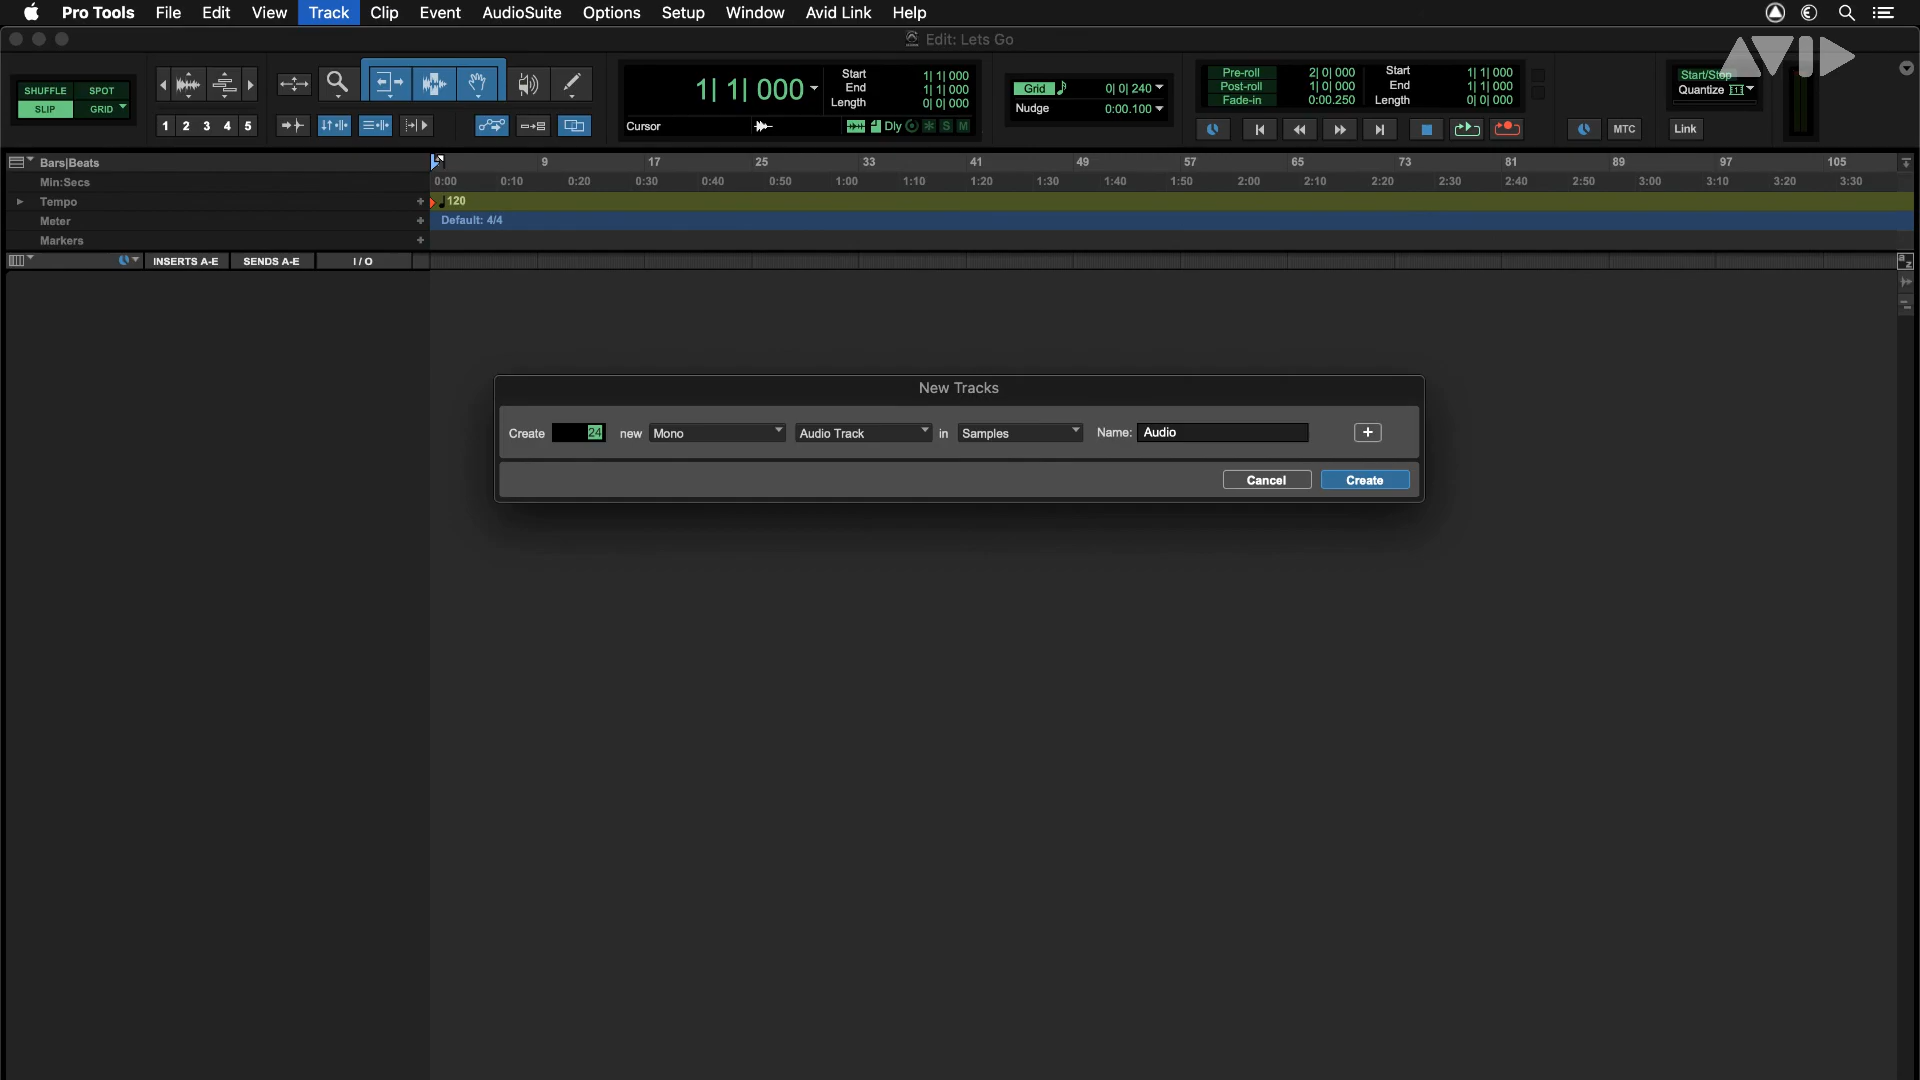 Pro Tools File Edit View Track Clip Event AudioSuite Options Setup Window Avid Link Help
Edit: Lets Go
AVID
SHUFFLE SPOT
SLIP GRID
1 2 3 4 5
1| 1| 000
Start 1| 1| 000
End 1| 1| 000
Length 0| 0| 000
Cursor
Dly S M
Grid 0| 0| 240
Nudge 0:00.100
Pre-roll 2| 0| 000
Post-roll 1| 0| 000
Fade-in 0:00.250
Start 1| 1| 000
End 1| 1| 000
Length 0| 0| 000
MTC
Start/Stop
Quantize
Link
Bars|Beats 9 17 25 33 41 49 57 65 73 81 89 97 105
Min:Secs 0:00 0:10 0:20 0:30 0:40 0:50 1:00 1:10 1:20 1:30 1:40 1:50 2:00 2:10 2:20 2:30 2:40 2:50 3:00 3:10 3:20 3:30
Tempo + 120
Meter + Default: 4/4
Markers +
INSERTS A-E SENDS A-E I / O
a z
New Tracks
Create 24 new Mono Audio Track in Samples Name: Audio +
Cancel Create